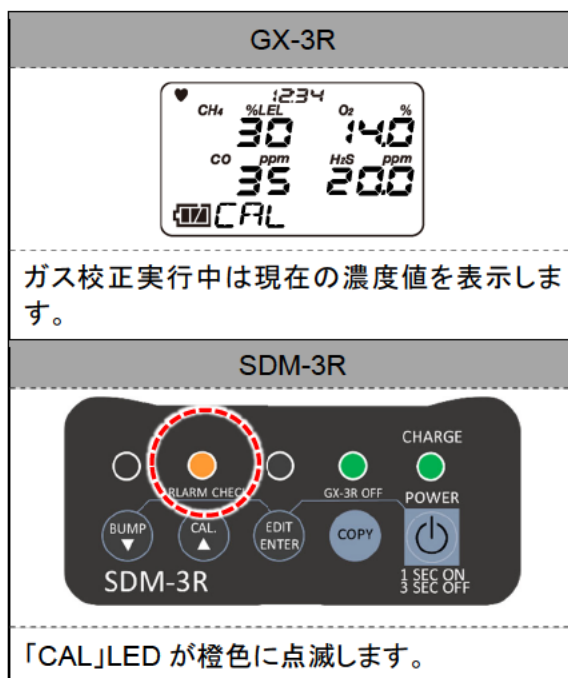 GX-3R
12:34
CH₄ %LEL O₂ %
30 14.0
CO ppm H₂S ppm
35 20.0
CAL
ガス校正実行中は現在の濃度値を表示しま
す。
SDM-3R
CHARGE
RLARM CHECK GX-3R OFF POWER
BUMP CAL. EDIT ENTER COPY
▼ ▲
SDM-3R
1 SEC ON
3 SEC OFF
「CAL」LED が橙色に点滅します。